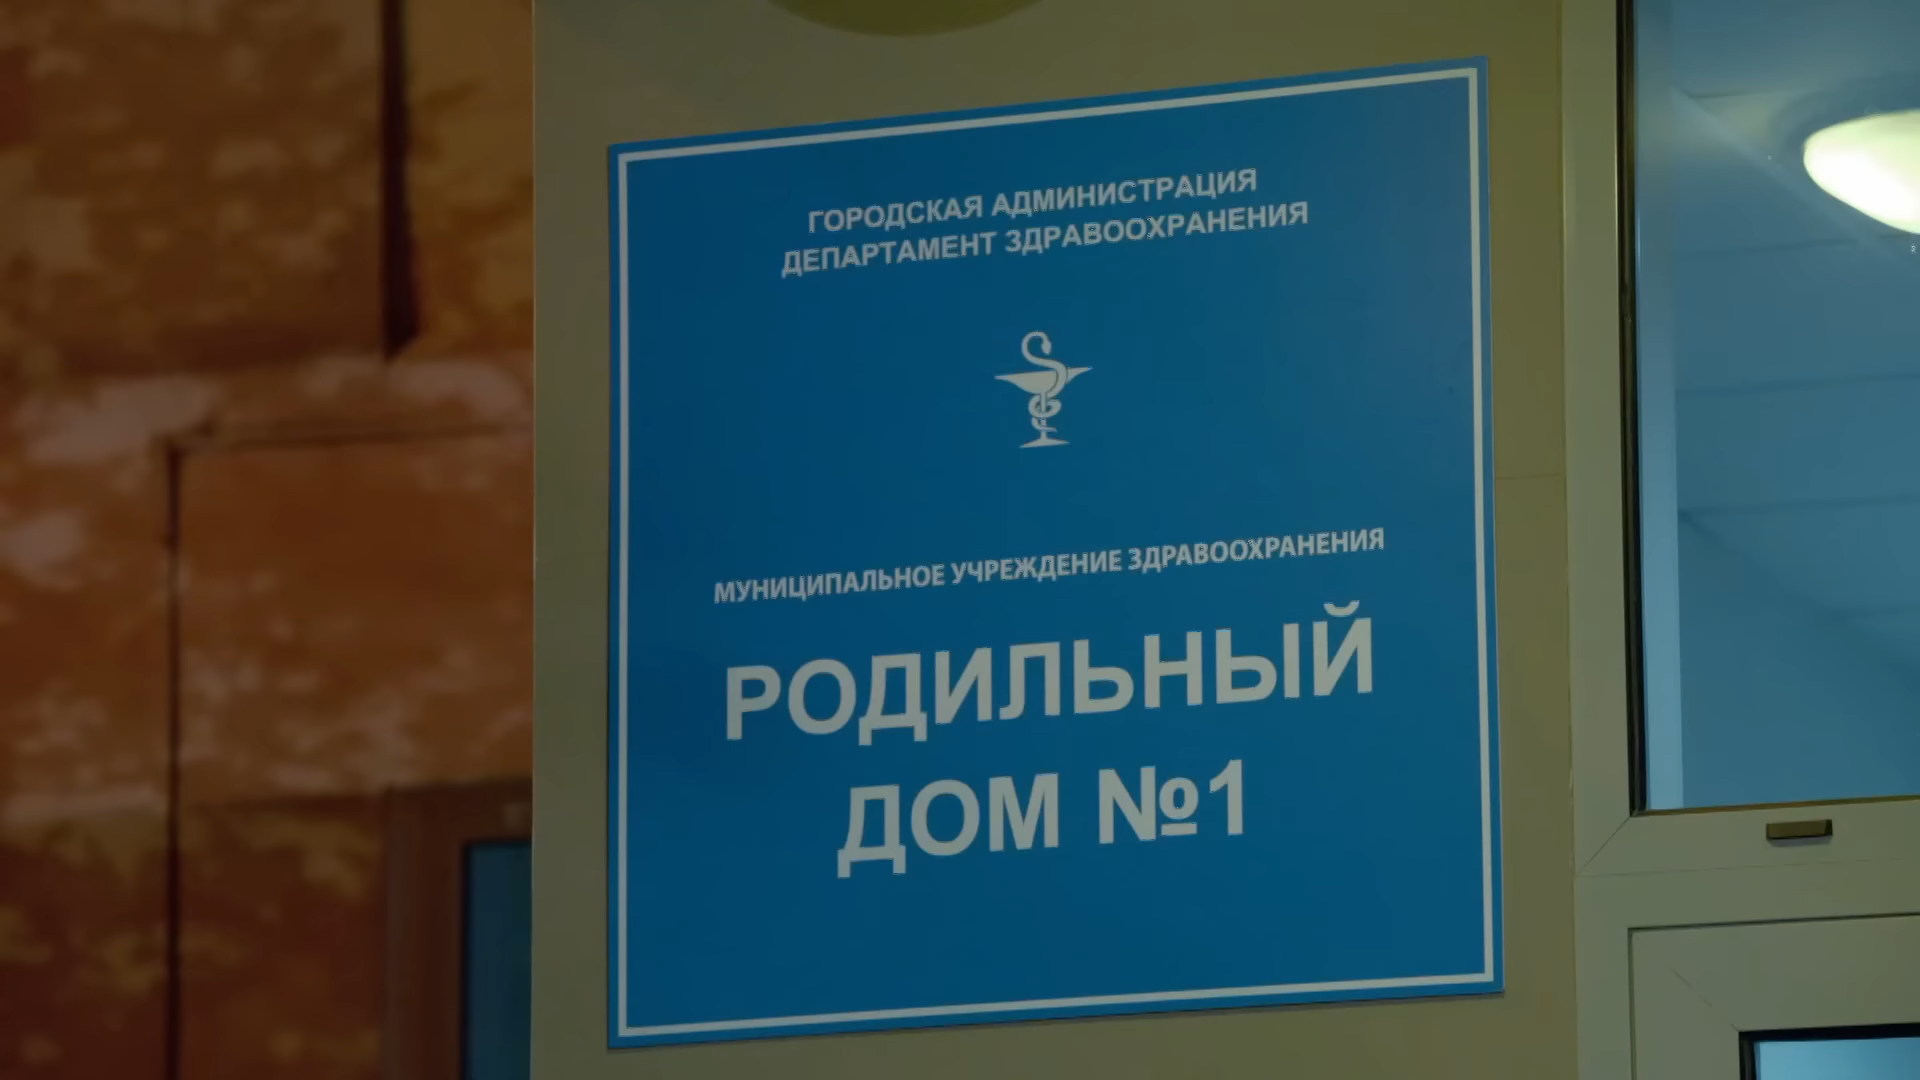 ГОРОДСКАЯ АДМИНИСТРАЦИЯ
ДЕПАРТАМЕНТ ЗДРАВООХРАНЕНИЯ
МУНИЦИПАЛЬНОЕ УЧРЕЖДЕНИЕ ЗДРАВООХРАНЕНИЯ
РОДИЛЬНЫЙ
ДОМ №1